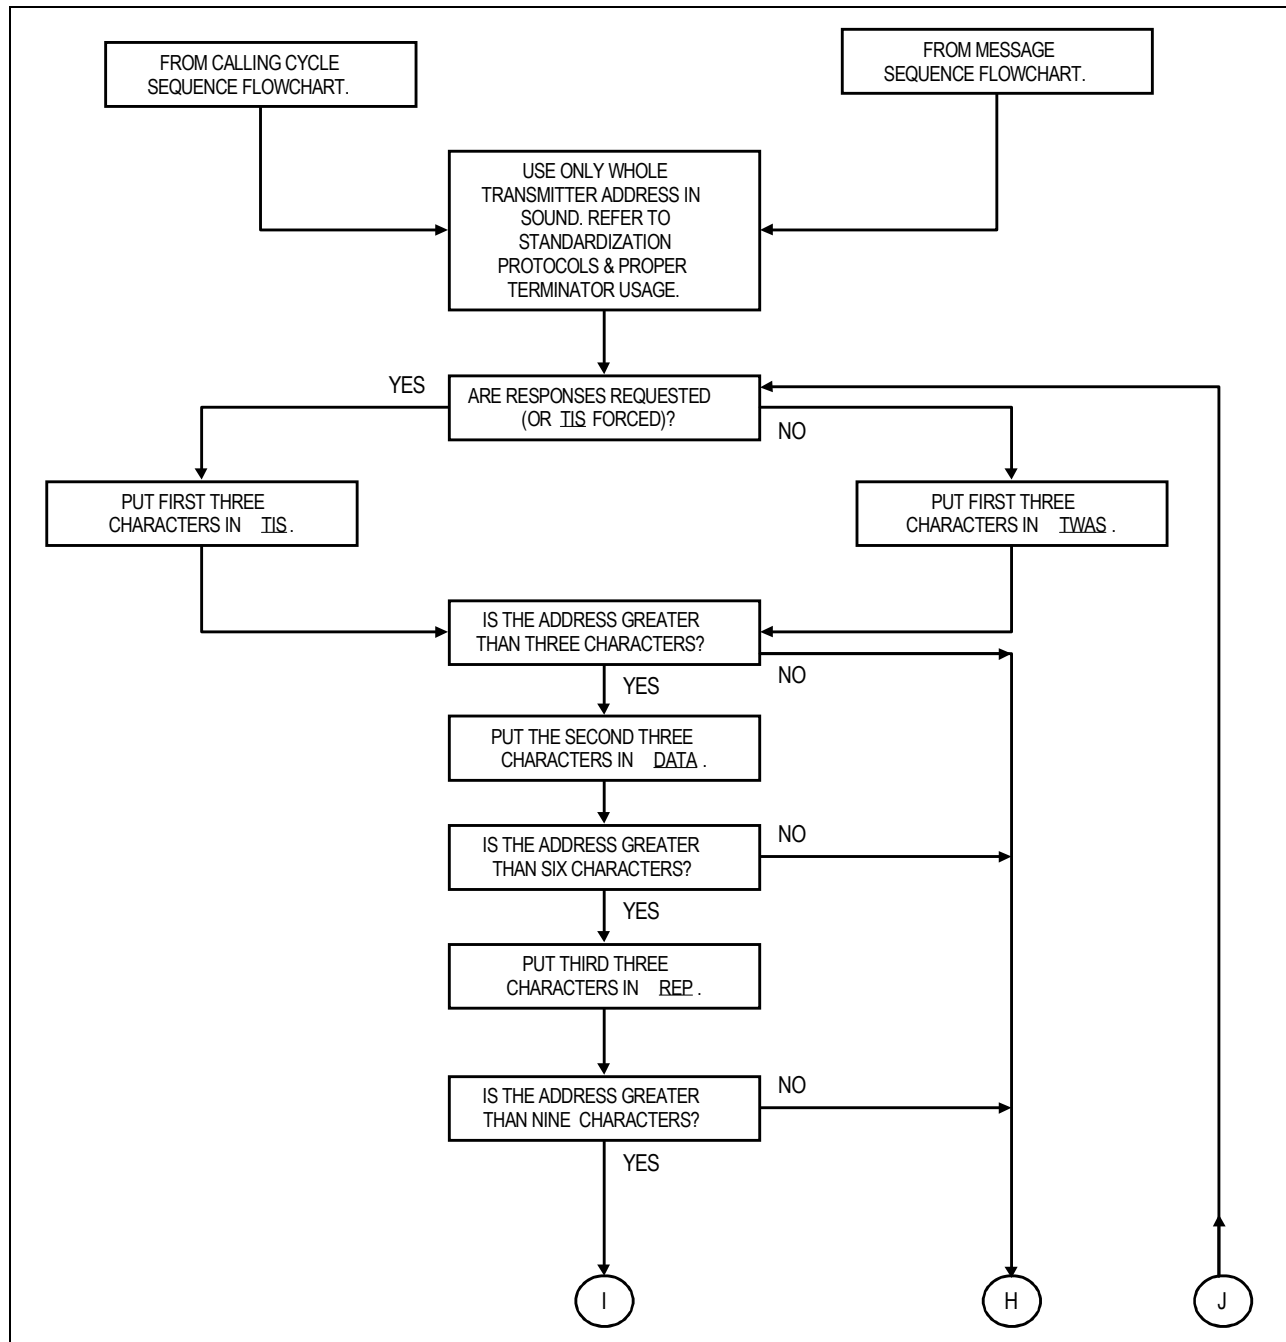 FROM CALLING CYCLE
SEQUENCE FLOWCHART.
FROM MESSAGE
SEQUENCE FLOWCHART.
USE ONLY WHOLE
TRANSMITTER ADDRESS IN
SOUND. REFER TO
STANDARDIZATION
PROTOCOLS & PROPER
TERMINATOR USAGE.
YES
ARE RESPONSES REQUESTED
(OR TIS FORCED)?
NO
PUT FIRST THREE
CHARACTERS IN TIS.
PUT FIRST THREE
CHARACTERS IN TWAS.
IS THE ADDRESS GREATER
THAN THREE CHARACTERS?
YES
NO
PUT THE SECOND THREE
CHARACTERS IN DATA.
IS THE ADDRESS GREATER
THAN SIX CHARACTERS?
NO
YES
PUT THIRD THREE
CHARACTERS IN REP.
IS THE ADDRESS GREATER
THAN NINE CHARACTERS?
NO
YES
I
H
J